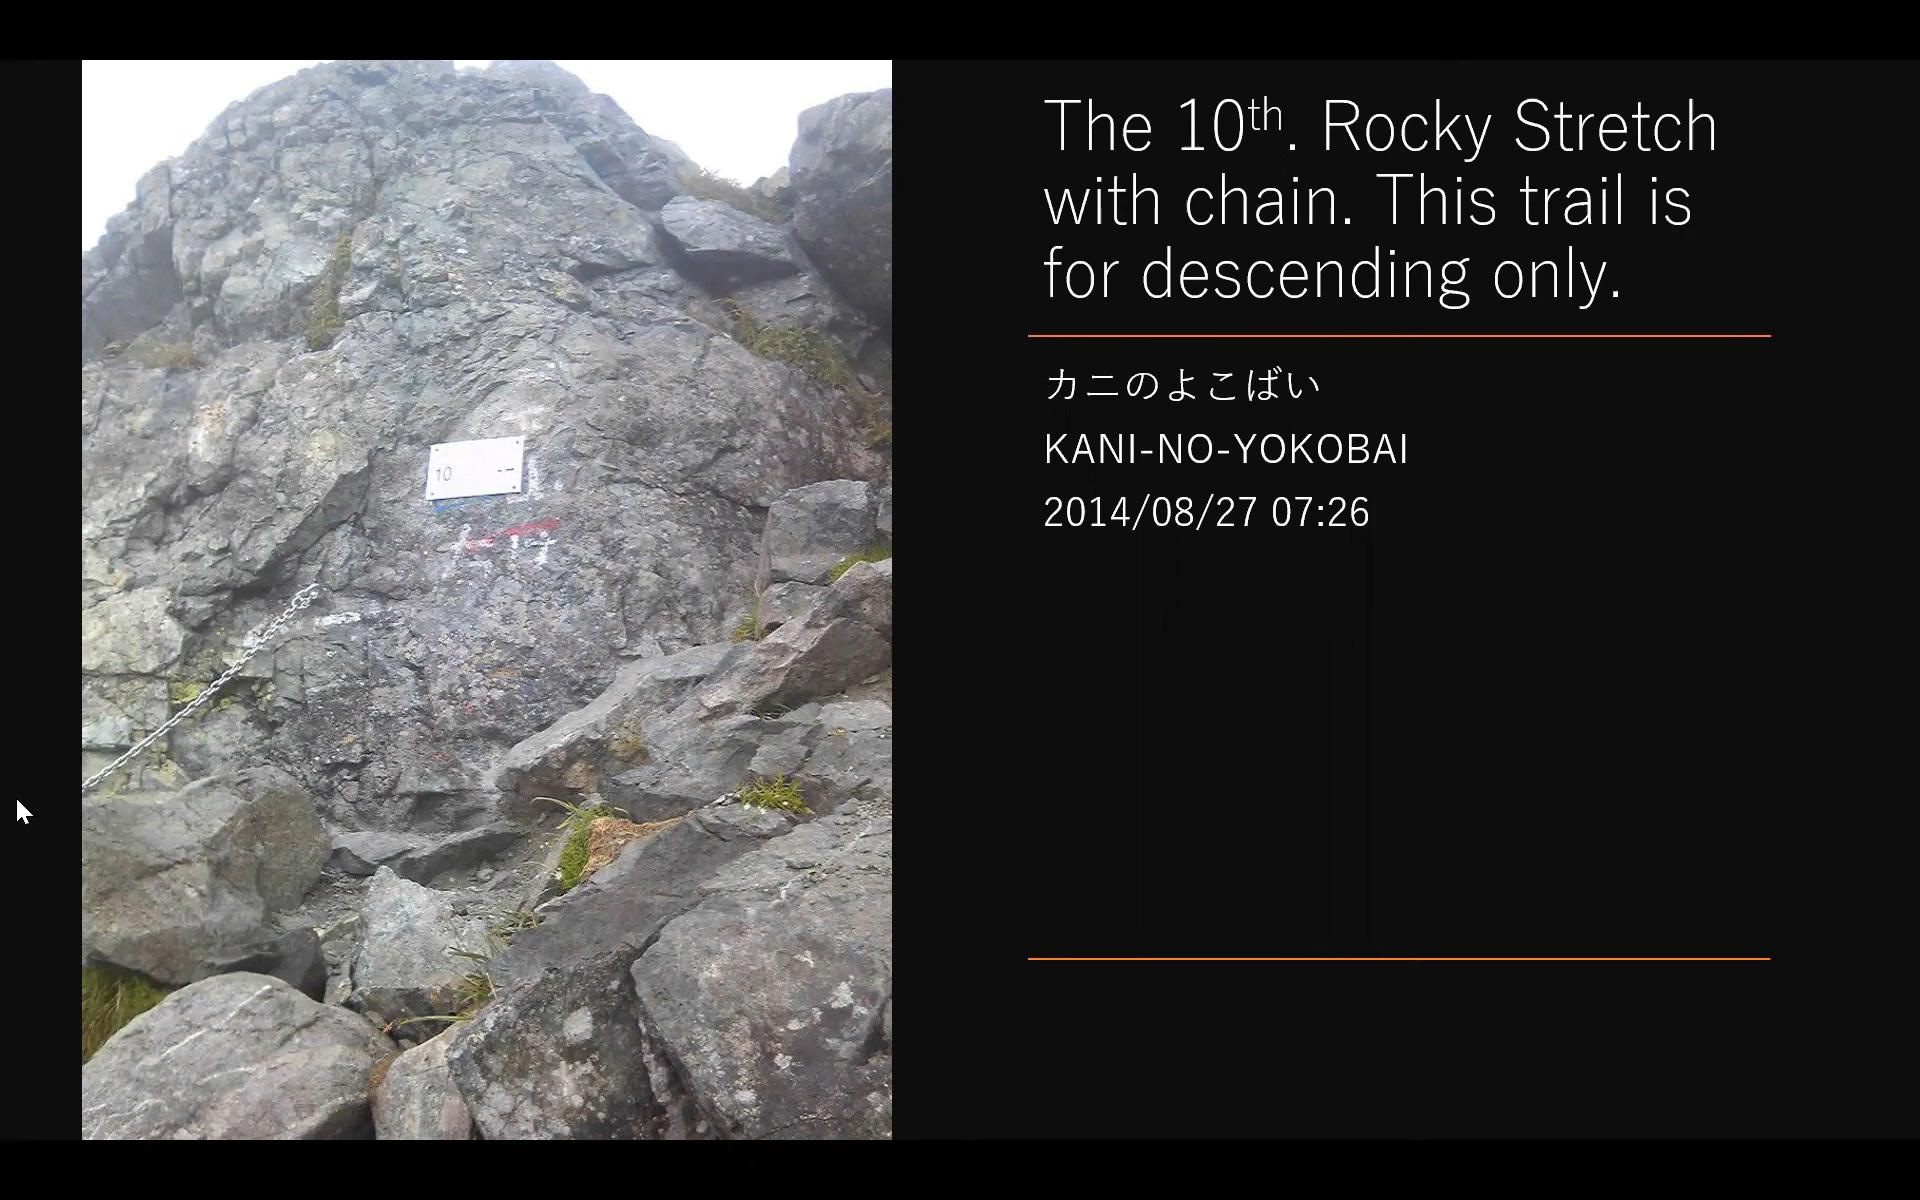 The 10th. Rocky Stretch
with chain. This trail is
for descending only.
カニのよこばい
KANI-NO-YOKOBAI
2014/08/27 07:26
10